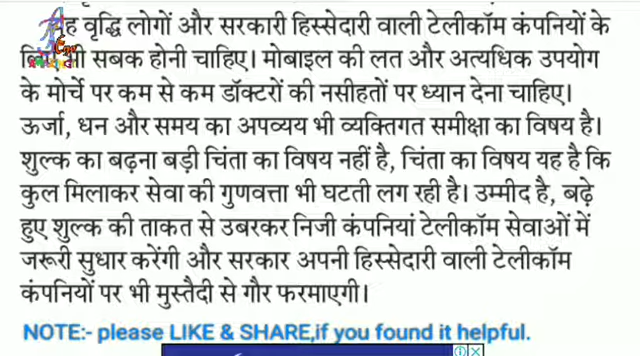 यह वृद्धि लोगों और सरकारी हिस्सेदारी वाली टेलीकॉम कंपनियों के
लिए भी सबक होनी चाहिए। मोबाइल की लत और अत्यधिक उपयोग
के मोर्चे पर कम से कम डॉक्टरों की नसीहतों पर ध्यान देना चाहिए।
ऊर्जा, धन और समय का अपव्यय भी व्यक्तिगत समीक्षा का विषय है।
शुल्क का बढ़ना बड़ी चिंता का विषय नहीं है, चिंता का विषय यह है कि
कुल मिलाकर सेवा की गुणवत्ता भी घटती लग रही है। उम्मीद है, बढ़े
हुए शुल्क की ताकत से उबरकर निजी कंपनियां टेलीकॉम सेवाओं में
जरूरी सुधार करेंगी और सरकार अपनी हिस्सेदारी वाली टेलीकॉम
कंपनियों पर भी मुस्तैदी से गौर फरमाएगी।
NOTE:- please LIKE & SHARE,if you found it helpful.